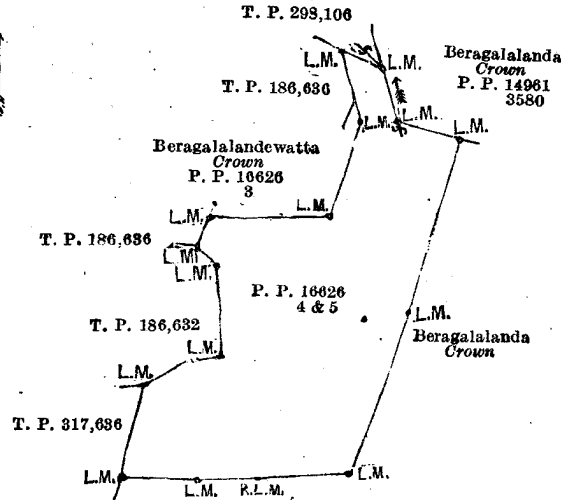 T. P. 298,106
L.M.
L.M.
Beragalalanda
Crown
P. P. 14961
3580
T. P. 186,636
L.M.
L.M.
L.M.
Beragalalandewatta
Crown
P. P. 16626
3
L.M.
L.M.
T. P. 186,636
L.M.
L.M.
P. P. 16626
4 & 5
T. P. 186,632
L.M.
Beragalalanda
Crown
L.M.
L.M.
T. P. 317,636
L.M.
L.M.
R.L.M.
L.M.